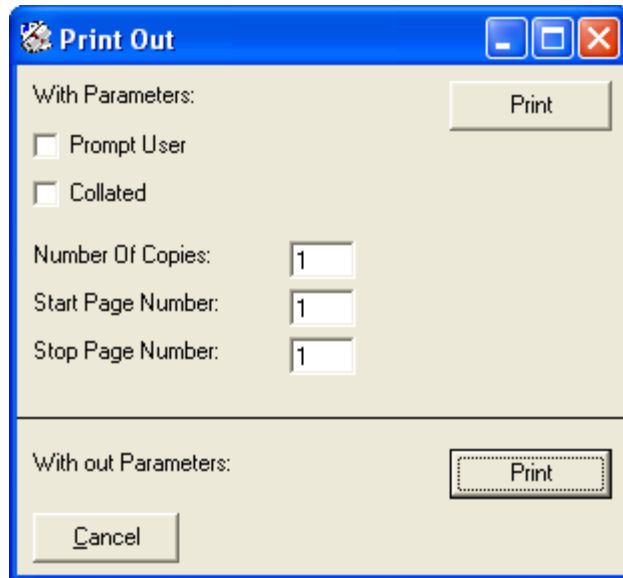 Print Out
With Parameters:
Print
Prompt User
Collated
Number Of Copies: 1
Start Page Number: 1
Stop Page Number: 1
With out Parameters:
Print
Cancel